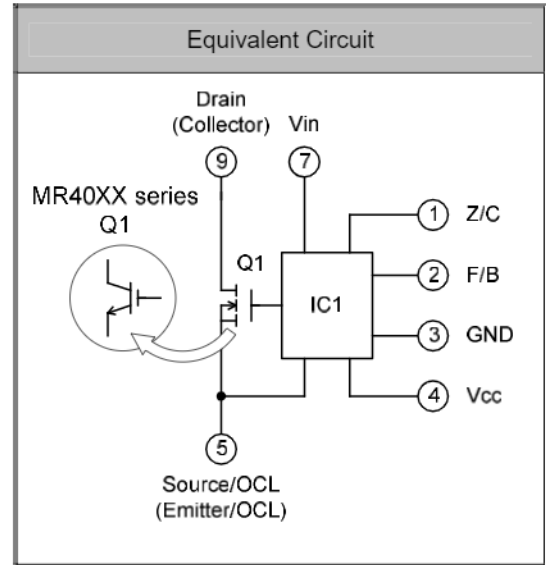 Equivalent Circuit
Drain
(Collector) Vin
9 7
MR40XX series
Q1
1 Z/C
Q1
2 F/B
IC1
3 GND
4 Vcc
5
Source/OCL
(Emitter/OCL)